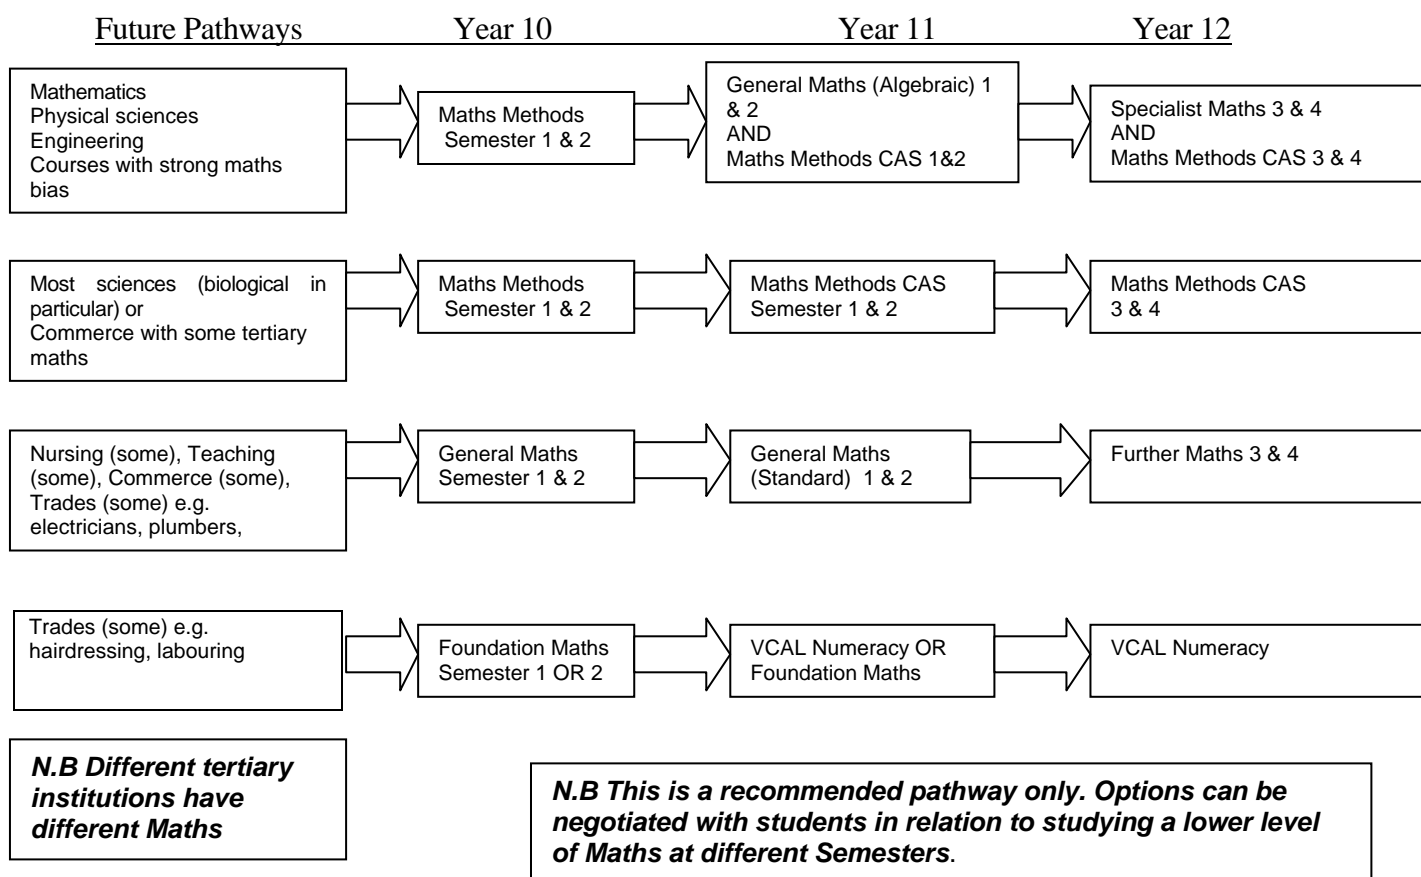 Future Pathways Year 10 Year 11 Year 12
Mathematics
Physical sciences
Engineering
Courses with strong maths
bias
Maths Methods
Semester 1 & 2
General Maths (Algebraic) 1
& 2
AND
Maths Methods CAS 1&2
Specialist Maths 3 & 4
AND
Maths Methods CAS 3 & 4
Most sciences (biological in
particular) or
Commerce with some tertiary
maths
Maths Methods
Semester 1 & 2
Maths Methods CAS
Semester 1 & 2
Maths Methods CAS
3 & 4
Nursing (some), Teaching
(some), Commerce (some),
Trades (some) e.g.
electricians, plumbers,
General Maths
Semester 1 & 2
General Maths
(Standard) 1 & 2
Further Maths 3 & 4
Trades (some) e.g.
hairdressing, labouring
Foundation Maths
Semester 1 OR 2
VCAL Numeracy OR
Foundation Maths
VCAL Numeracy
N.B Different tertiary
institutions have
different Maths
N.B This is a recommended pathway only. Options can be
negotiated with students in relation to studying a lower level
of Maths at different Semesters.